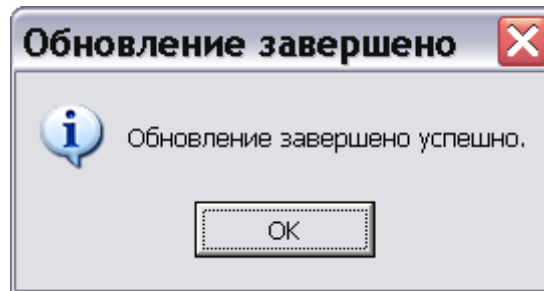 Обновление завершено
Обновление завершено успешно.
OK